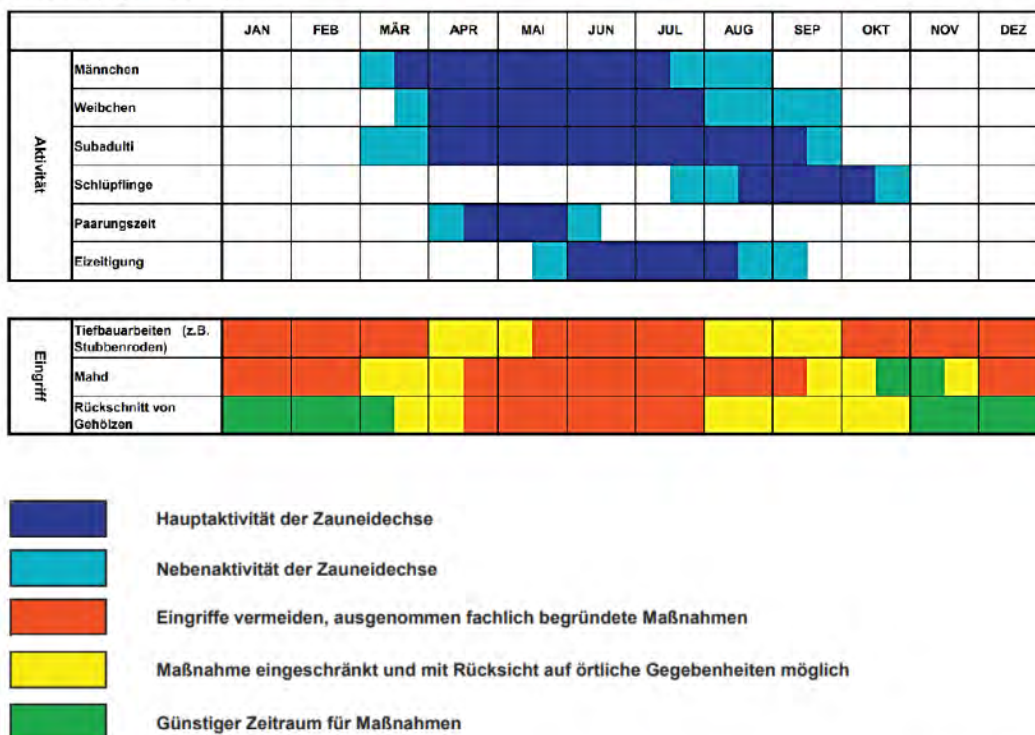 JAN FEB MÄR APR MAI JUN JUL AUG SEP OKT NOV DEZ
Aktivität
Männchen
Weibchen
Subadulti
Schlüpflinge
Paarungszeit
Eizeitigung
Eingriff
Tiefbauarbeiten (z.B.
Stubbenroden)
Mahd
Rückschnitt von
Gehölzen
Hauptaktivität der Zauneidechse
Nebenaktivität der Zauneidechse
Eingriffe vermeiden, ausgenommen fachlich begründete Maßnahmen
Maßnahme eingeschränkt und mit Rücksicht auf örtliche Gegebenheiten möglich
Günstiger Zeitraum für Maßnahmen